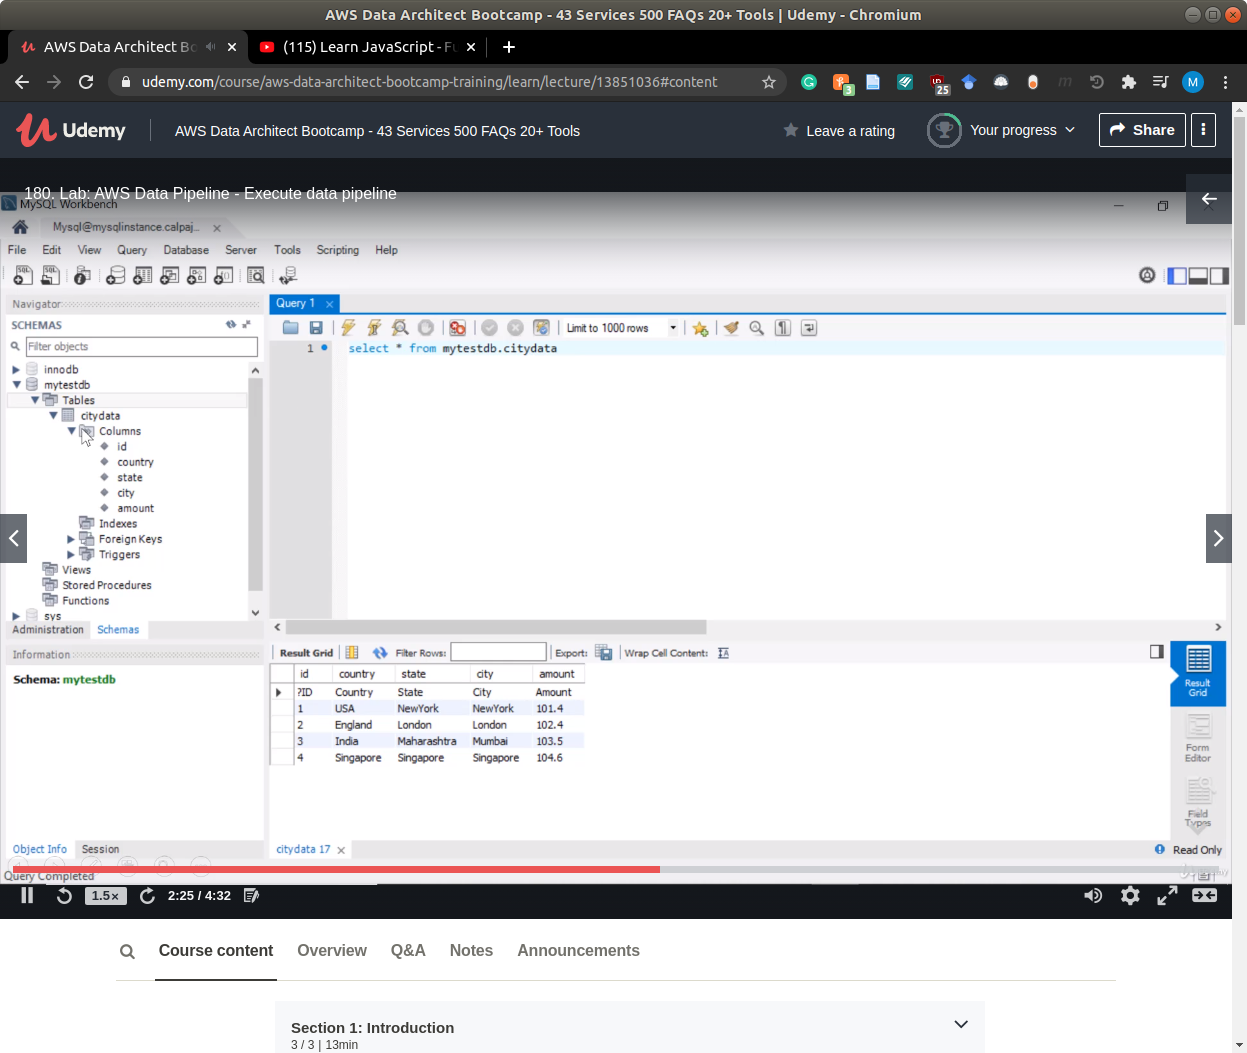 AWS Data Architect Bootcamp - 43 Services 500 FAQs 20+ Tools | Udemy - Chromium
AWS Data Architect Bo
(115) Learn JavaScript - Fu
udemy.com/course/aws-data-architect-bootcamp-training/learn/lecture/13851036#content
3
25
M
Udemy
AWS Data Architect Bootcamp - 43 Services 500 FAQs 20+ Tools
Leave a rating
Your progress
Share
180. Lab: AWS Data Pipeline - Execute data pipeline
MySQL Workbench
Mysql@mysqlinstance.calpaj...
File Edit View Query Database Server Tools Scripting Help
Navigator
Query 1
SCHEMAS
Limit to 1000 rows
Filter objects
1 select * from mytestdb.citydata
innodb
mytestdb
Tables
citydata
Columns
id
country
state
city
amount
Indexes
Foreign Keys
Triggers
Views
Stored Procedures
Functions
sys
Administration Schemas
Information
Schema: mytestdb
Result Grid Filter Rows: Export: Wrap Cell Content:
id country state city amount
?ID Country State City Amount
1 USA NewYork NewYork 101.4
2 England London London 102.4
3 India Maharashtra Mumbai 103.5
4 Singapore Singapore Singapore 104.6
Result
Grid
Form
Editor
Field
Types
Object Info Session
citydata 17
Read Only
Query Completed
1.5x
2:25 / 4:32
Course content Overview Q&A Notes Announcements
Section 1: Introduction
3 / 3 | 13min